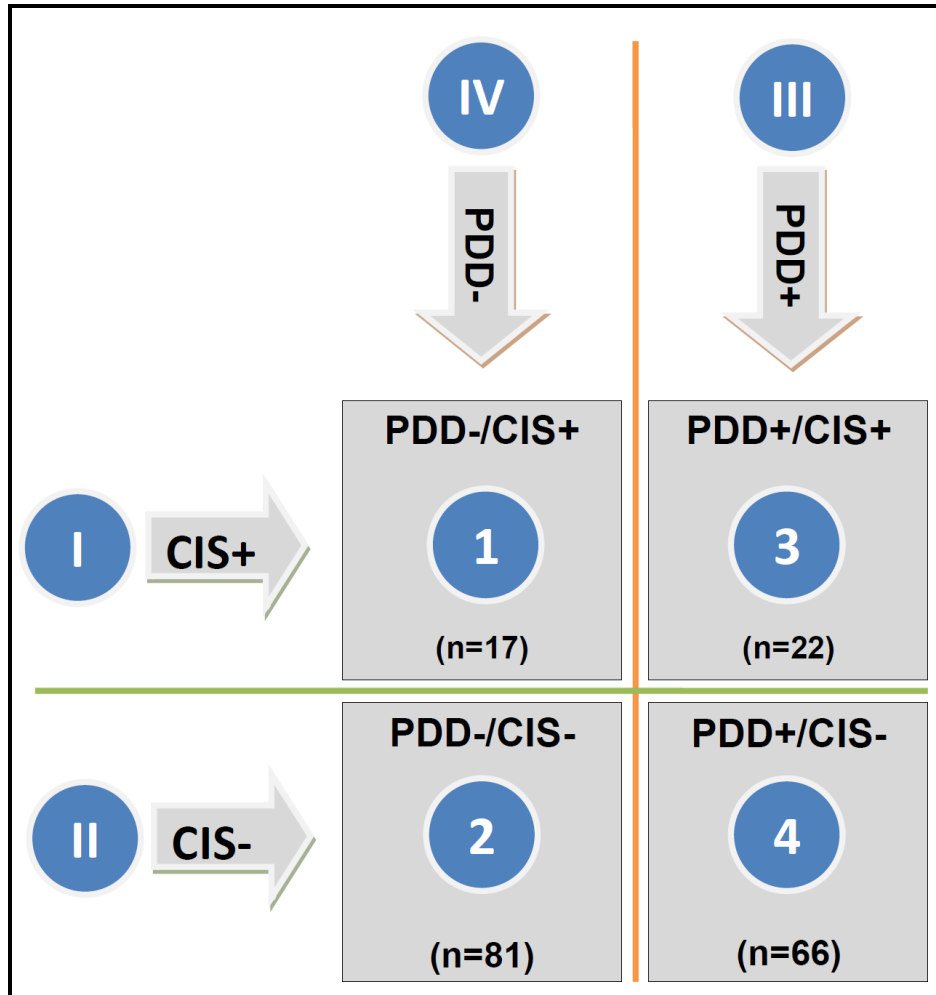 IV
III
PDD-
PDD+
PDD-/CIS+
PDD+/CIS+
I
CIS+
1
3
(n=17)
(n=22)
PDD-/CIS-
PDD+/CIS-
II
CIS-
2
4
(n=81)
(n=66)